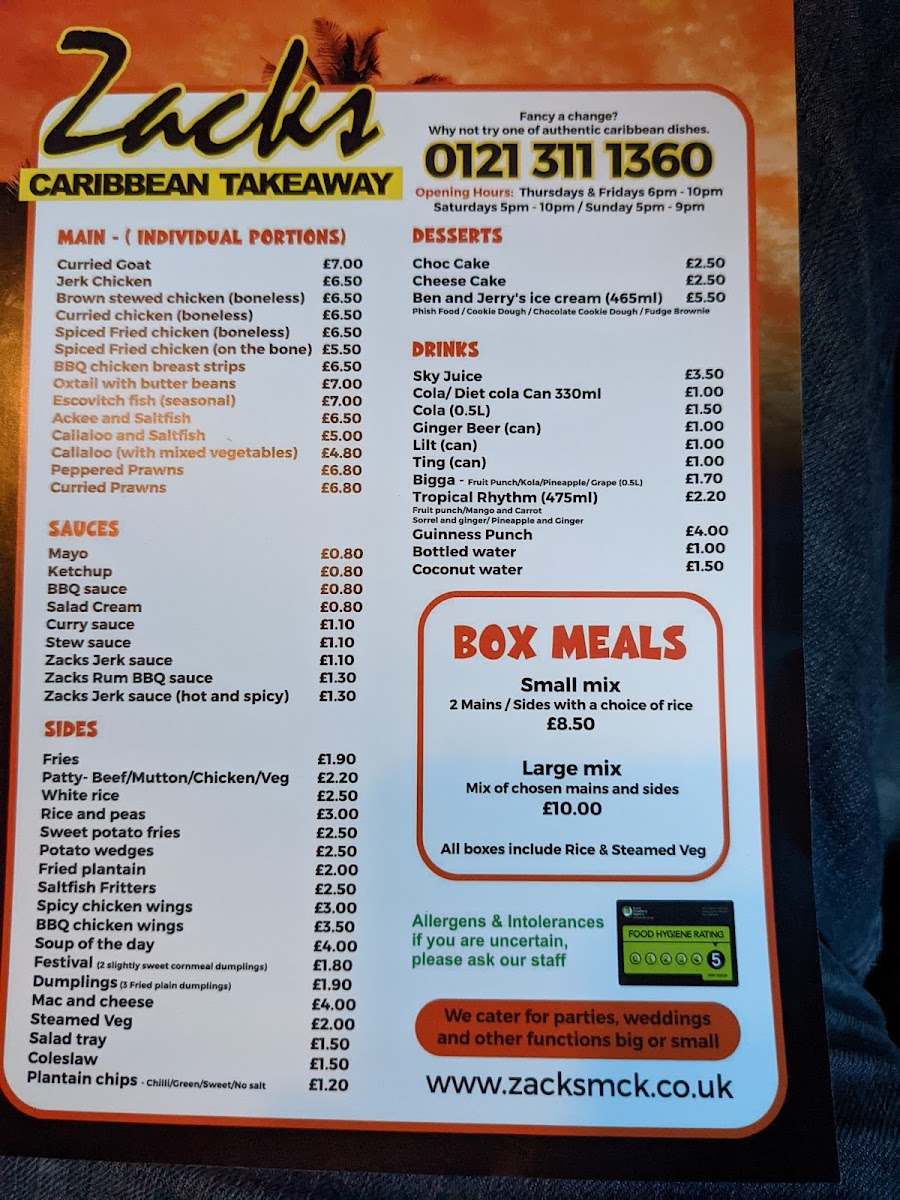 Zacks
CARIBBEAN TAKEAWAY
Fancy a change?
Why not try one of authentic caribbean dishes.
0121 311 1360
Opening Hours: Thursdays & Fridays 6pm - 10pm
Saturdays 5pm - 10pm / Sunday 5pm - 9pm
MAIN - ( INDIVIDUAL PORTIONS)
Curried Goat £7.00
Jerk Chicken £6.50
Brown stewed chicken (boneless) £6.50
Curried chicken (boneless) £6.50
Spiced Fried chicken (boneless) £6.50
Spiced Fried chicken (on the bone) £5.50
BBQ chicken breast strips £6.50
Oxtail with butter beans £7.00
Escovitch fish (seasonal) £7.00
Ackee and Saltfish £6.50
Callaloo and Saltfish £5.00
Callaloo (with mixed vegetables) £4.80
Peppered Prawns £6.80
Curried Prawns £6.80
SAUCES
Mayo £0.80
Ketchup £0.80
BBQ sauce £0.80
Salad Cream £0.80
Curry sauce £1.10
Stew sauce £1.10
Zacks Jerk sauce £1.10
Zacks Rum BBQ sauce £1.30
Zacks Jerk sauce (hot and spicy) £1.30
SIDES
Fries £1.90
Patty- Beef/Mutton/Chicken/Veg £2.20
White rice £2.50
Rice and peas £3.00
Sweet potato fries £2.50
Potato wedges £2.50
Fried plantain £2.00
Saltfish Fritters £2.50
Spicy chicken wings £3.00
BBQ chicken wings £3.50
Soup of the day £4.00
Festival (2 slightly sweet cornmeal dumplings) £1.80
Dumplings (3 Fried plain dumplings) £1.90
Mac and cheese £4.00
Steamed Veg £2.00
Salad tray £1.50
Coleslaw £1.50
Plantain chips - Chilli/Green/Sweet/No salt £1.20
DESSERTS
Choc Cake £2.50
Cheese Cake £2.50
Ben and Jerry's ice cream (465ml) £5.50
Phish Food / Cookie Dough / Chocolate Cookie Dough / Fudge Brownie
DRINKS
Sky Juice £3.50
Cola/ Diet cola Can 330ml £1.00
Cola (0.5L) £1.50
Ginger Beer (can) £1.00
Lilt (can) £1.00
Ting (can) £1.00
Bigga - Fruit Punch/Kola/Pineapple/ Grape (0.5L) £1.70
Tropical Rhythm (475ml) £2.20
Fruit punch/Mango and Carrot
Sorrel and ginger/ Pineapple and Ginger
Guinness Punch £4.00
Bottled water £1.00
Coconut water £1.50
BOX MEALS
Small mix
2 Mains / Sides with a choice of rice
£8.50
Large mix
Mix of chosen mains and sides
£10.00
All boxes include Rice & Steamed Veg
Allergens & Intolerances
if you are uncertain,
please ask our staff
FOOD HYGIENE RATING
0 1 2 3 4 5
We cater for parties, weddings
and other functions big or small
www.zacksmck.co.uk